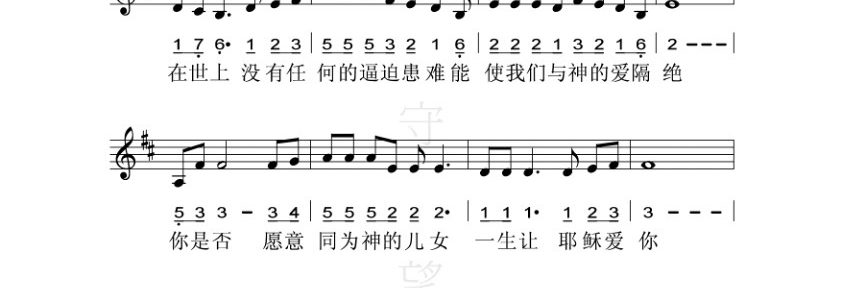 1 7 6• 1 2 3 | 5 5 5 3 2 1 6 | 2 2 2 1 3 2 1 6 | 2 - - - |
在世上 没有任 何的逼迫患 难能 使我们与神的爱隔 绝
守
5 3 3 - 3 4 | 5 5 5 2 2 2• | 1 1 1• 1 2 3 | 3 - - - |
你是否 愿意 同为神的儿 女 一生让 耶稣爱 你
望